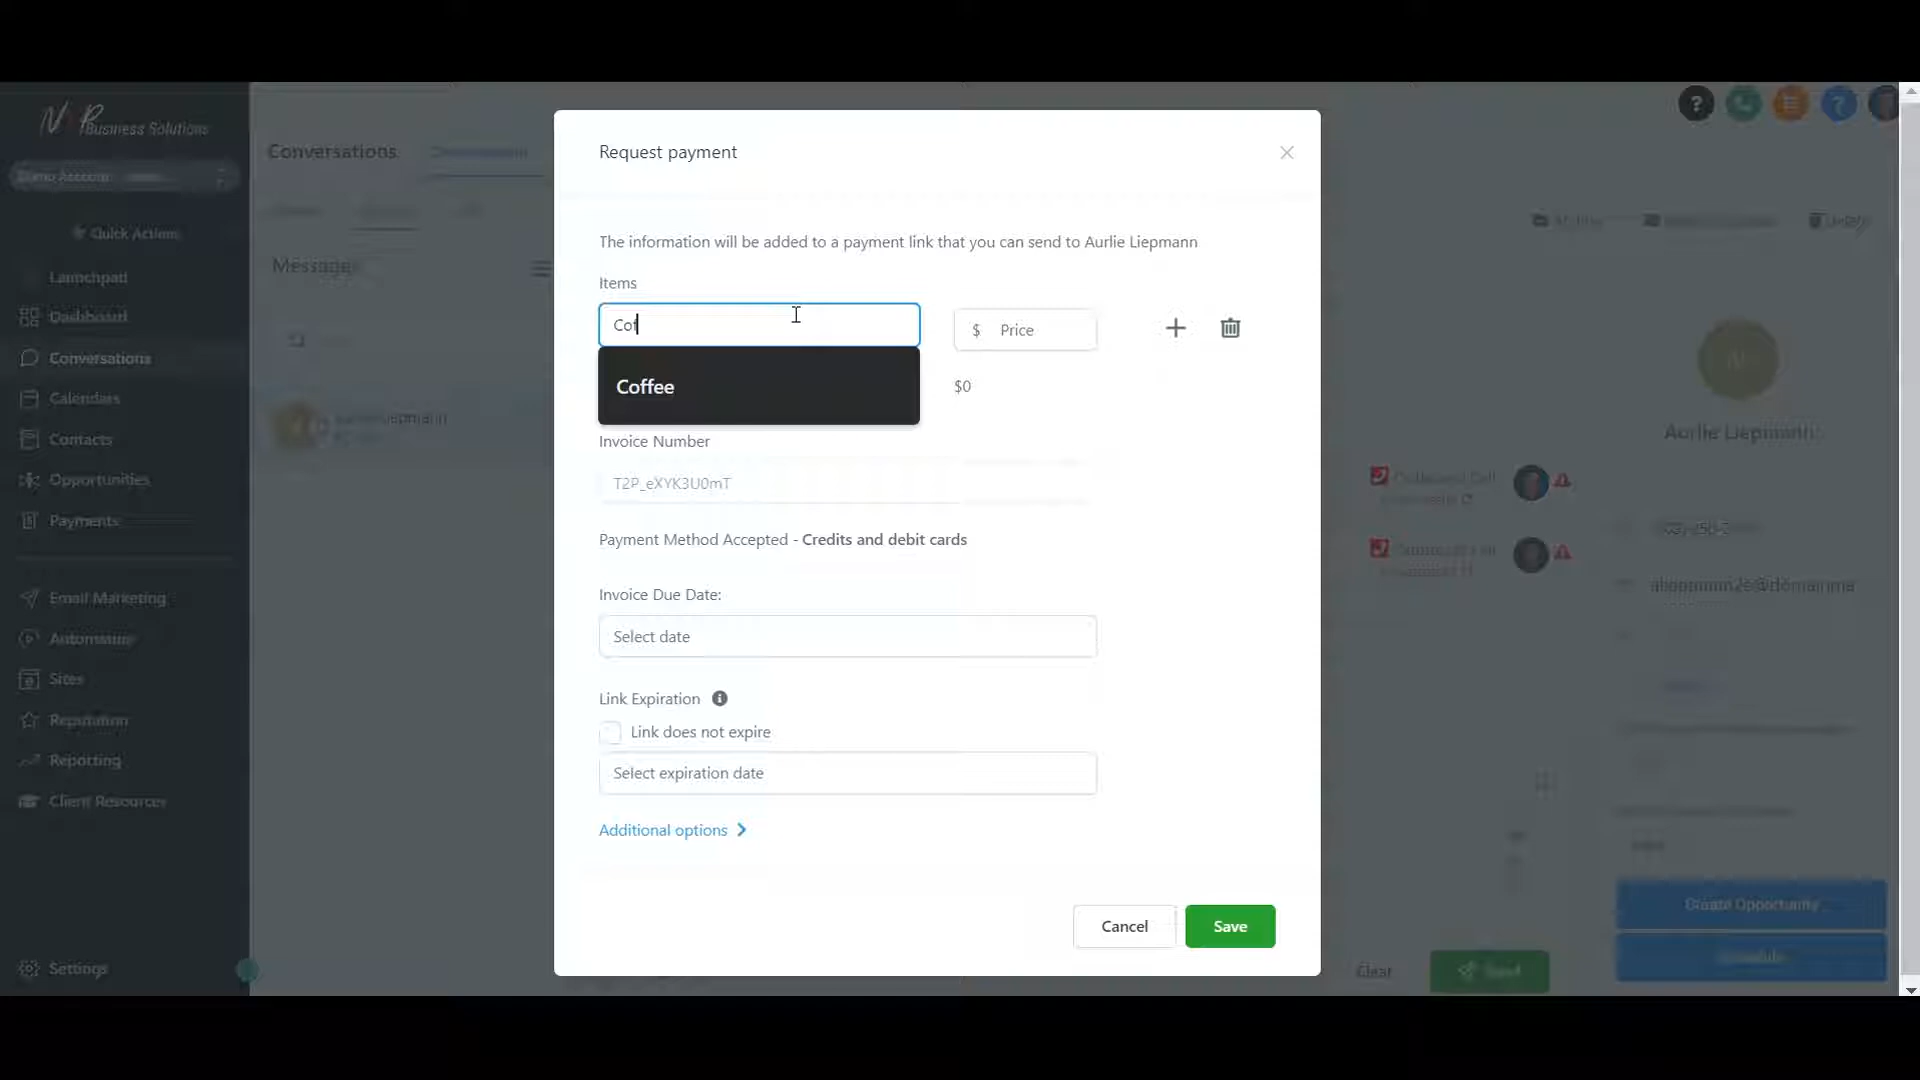 Business Solutions
Quick Actions
Launchpad
Dashboard
Conversations
Calendars
Contacts
Opportunities
Payments
Email Marketing
Automation
Sites
Reputation
Reporting
Client Resources
Settings
Conversations
Messages
Request payment
The information will be added to a payment link that you can send to Aurlie Liepmann
Items
Cof
$ Price
Coffee
$0
Invoice Number
T2P_eXYK3U0mT
Payment Method Accepted - Credits and debit cards
Invoice Due Date:
Select date
Link Expiration
Link does not expire
Select expiration date
Additional options
Cancel
Save
Aurlie Liepmann
Create Opportunity
Clear
Send